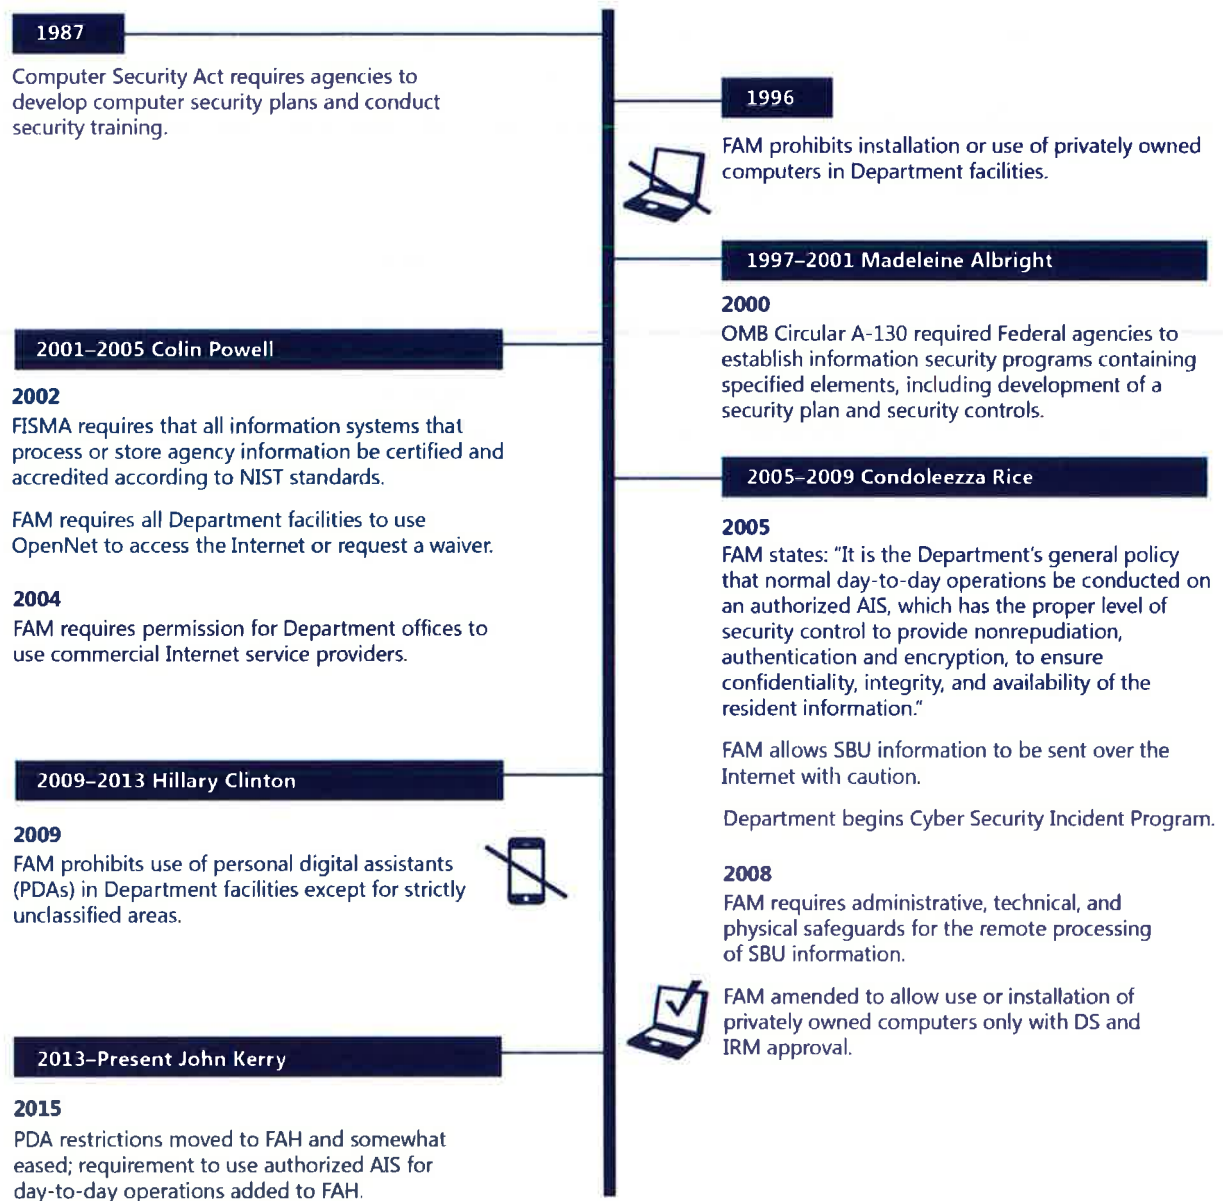 1987
Computer Security Act requires agencies to
develop computer security plans and conduct
security training.
1996
FAM prohibits installation or use of privately owned
computers in Department facilities.
1997–2001 Madeleine Albright
2000
OMB Circular A-130 required Federal agencies to
establish information security programs containing
specified elements, including development of a
security plan and security controls.
2001–2005 Colin Powell
2002
FISMA requires that all information systems that
process or store agency information be certified and
accredited according to NIST standards.
FAM requires all Department facilities to use
OpenNet to access the Internet or request a waiver.
2004
FAM requires permission for Department offices to
use commercial Internet service providers.
2005–2009 Condoleezza Rice
2005
FAM states: "It is the Department's general policy
that normal day-to-day operations be conducted on
an authorized AIS, which has the proper level of
security control to provide nonrepudiation,
authentication and encryption, to ensure
confidentiality, integrity, and availability of the
resident information."
FAM allows SBU information to be sent over the
Internet with caution.
Department begins Cyber Security Incident Program.
2008
FAM requires administrative, technical, and
physical safeguards for the remote processing
of SBU information.
FAM amended to allow use or installation of
privately owned computers only with DS and
IRM approval.
2009–2013 Hillary Clinton
2009
FAM prohibits use of personal digital assistants
(PDAs) in Department facilities except for strictly
unclassified areas.
2013–Present John Kerry
2015
PDA restrictions moved to FAH and somewhat
eased; requirement to use authorized AIS for
day-to-day operations added to FAH.